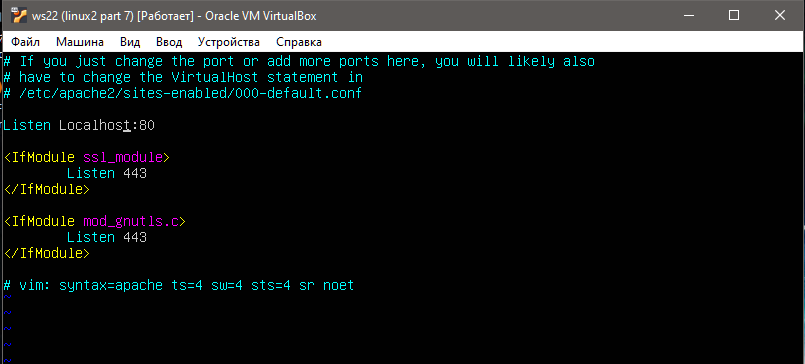 ws22 (linux2 part 7) [Работает] - Oracle VM VirtualBox
Файл Машина Вид Ввод Устройства Справка
# If you just change the port or add more ports here, you will likely also
# have to change the VirtualHost statement in
# /etc/apache2/sites-enabled/000-default.conf
Listen Localhost:80
<IfModule ssl_module>
Listen 443
</IfModule>
<IfModule mod_gnutls.c>
Listen 443
</IfModule>
# vim: syntax=apache ts=4 sw=4 sts=4 sr noet
~
~
~
~
~